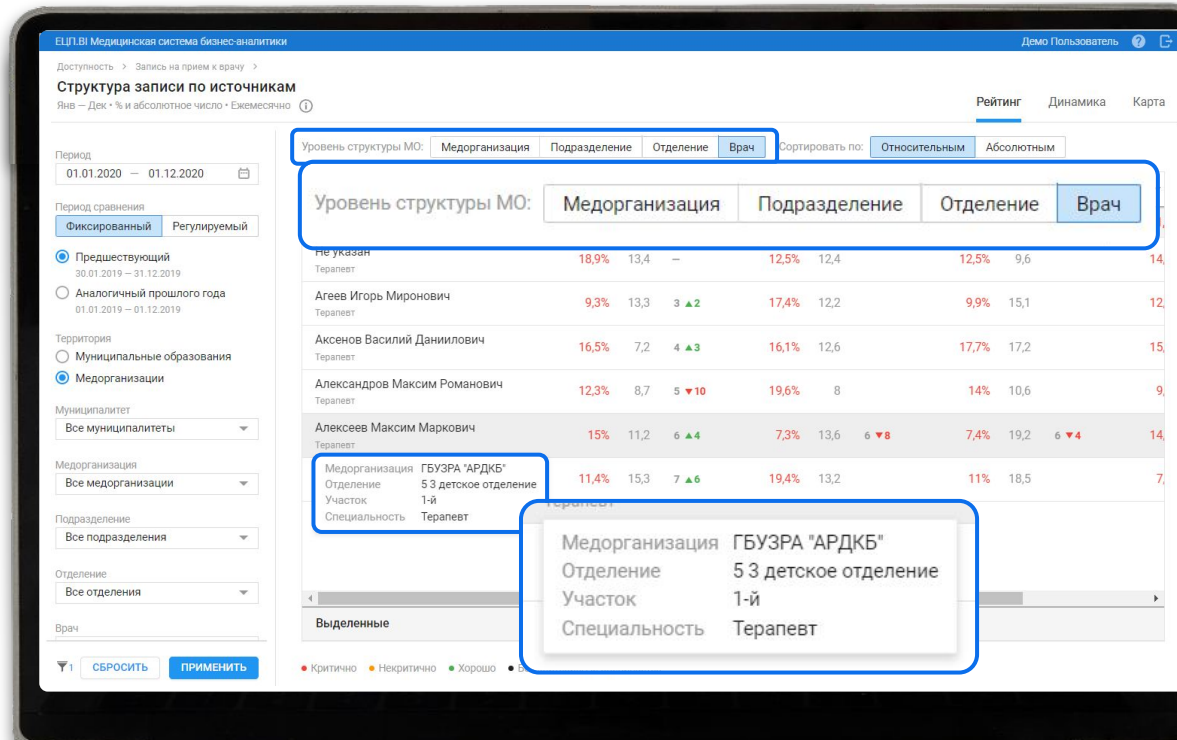 ЕЦП.BI Медицинская система бизнес-аналитики Демо Пользователь
Доступность > Запись на прием к врачу >
Структура записи по источникам
Янв — Дек • % и абсолютное число • Ежемесячно
Рейтинг Динамика Карта
Период
01.01.2020 — 01.12.2020
Период сравнения
Фиксированный Регулируемый
Предшествующий
30.01.2019 — 31.12.2019
Аналогичный прошлого года
01.01.2019 — 01.12.2019
Территория
Муниципальные образования
Медорганизации
Муниципалитет
Все муниципалитеты
Медорганизация
Все медорганизации
Подразделение
Все подразделения
Отделение
Все отделения
Врач
1 СБРОСИТЬ ПРИМЕНИТЬ
Уровень структуры МО: Медорганизация Подразделение Отделение Врач Сортировать по: Относительным Абсолютным
Уровень структуры МО: Медорганизация Подразделение Отделение Врач
Не указан 18,9% 13,4 — 12,5% 12,4 12,5% 9,6 14,
Терапевт
Агеев Игорь Миронович 9,3% 13,3 3 ▲2 17,4% 12,2 9,9% 15,1 12,
Терапевт
Аксенов Василий Даниилович 16,5% 7,2 4 ▲3 16,1% 12,6 17,7% 17,2 15,
Терапевт
Александров Максим Романович 12,3% 8,7 5 ▼10 19,6% 8 14% 10,6 9,
Терапевт
Алексеев Максим Маркович 15% 11,2 6 ▲4 7,3% 13,6 6 ▼8 7,4% 19,2 6 ▼4 14,
Терапевт
11,4% 15,3 7 ▲6 19,4% 13,2 11% 18,5 7,
Медорганизация ГБУЗРА "АРДКБ"
Отделение 5 3 детское отделение
Участок 1-й
Специальность Терапевт
Терапевт
Медорганизация ГБУЗРА "АРДКБ"
Отделение 5 3 детское отделение
Участок 1-й
Специальность Терапевт
Выделенные
• Критично • Некритично • Хорошо